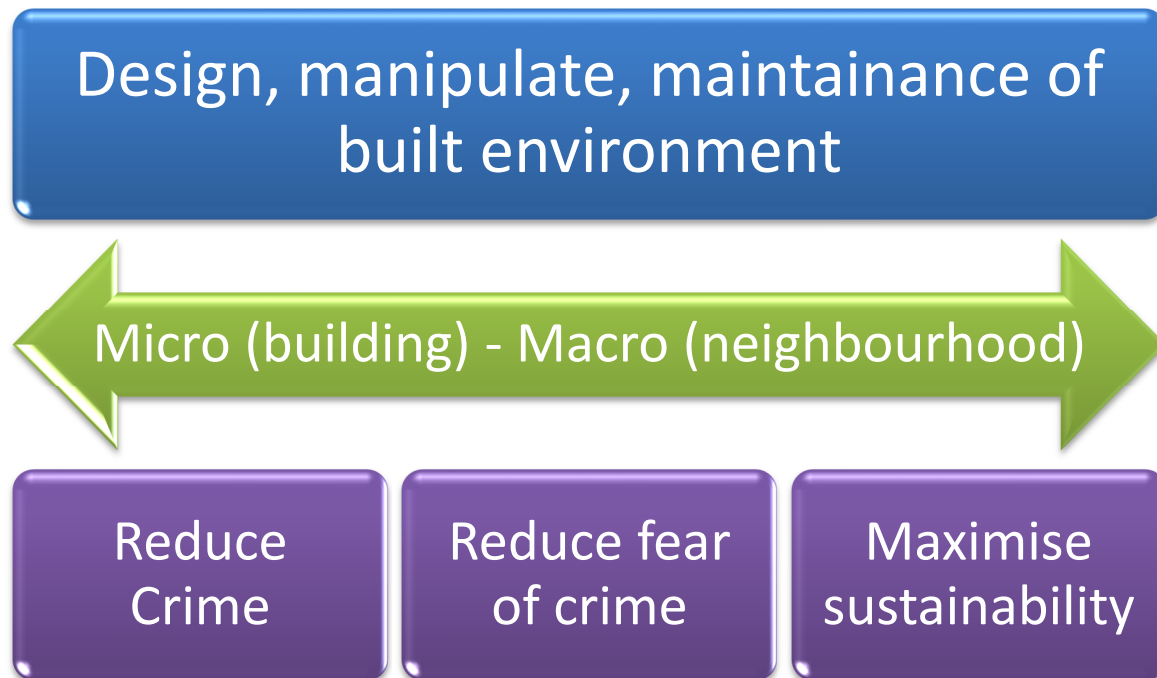 Design, manipulate, maintainance of
built environment
Micro (building) - Macro (neighbourhood)
Reduce
Crime
Reduce fear
of crime
Maximise
sustainability